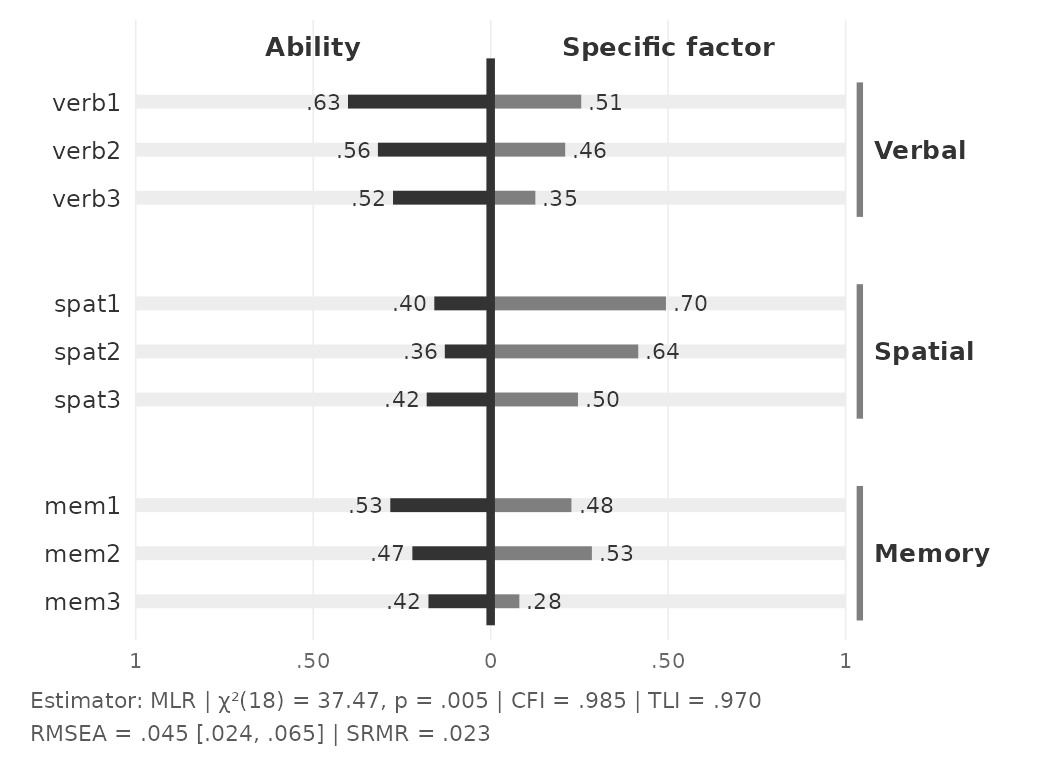 Ability Specific factor
verb1 .63 .51
verb2 .56 .46 Verbal
verb3 .52 .35
spat1 .40 .70
spat2 .36 .64 Spatial
spat3 .42 .50
mem1 .53 .48
mem2 .47 .53 Memory
mem3 .42 .28
1 .50 0 .50 1
Estimator: MLR | χ²(18) = 37.47, p = .005 | CFI = .985 | TLI = .970
RMSEA = .045 [.024, .065] | SRMR = .023